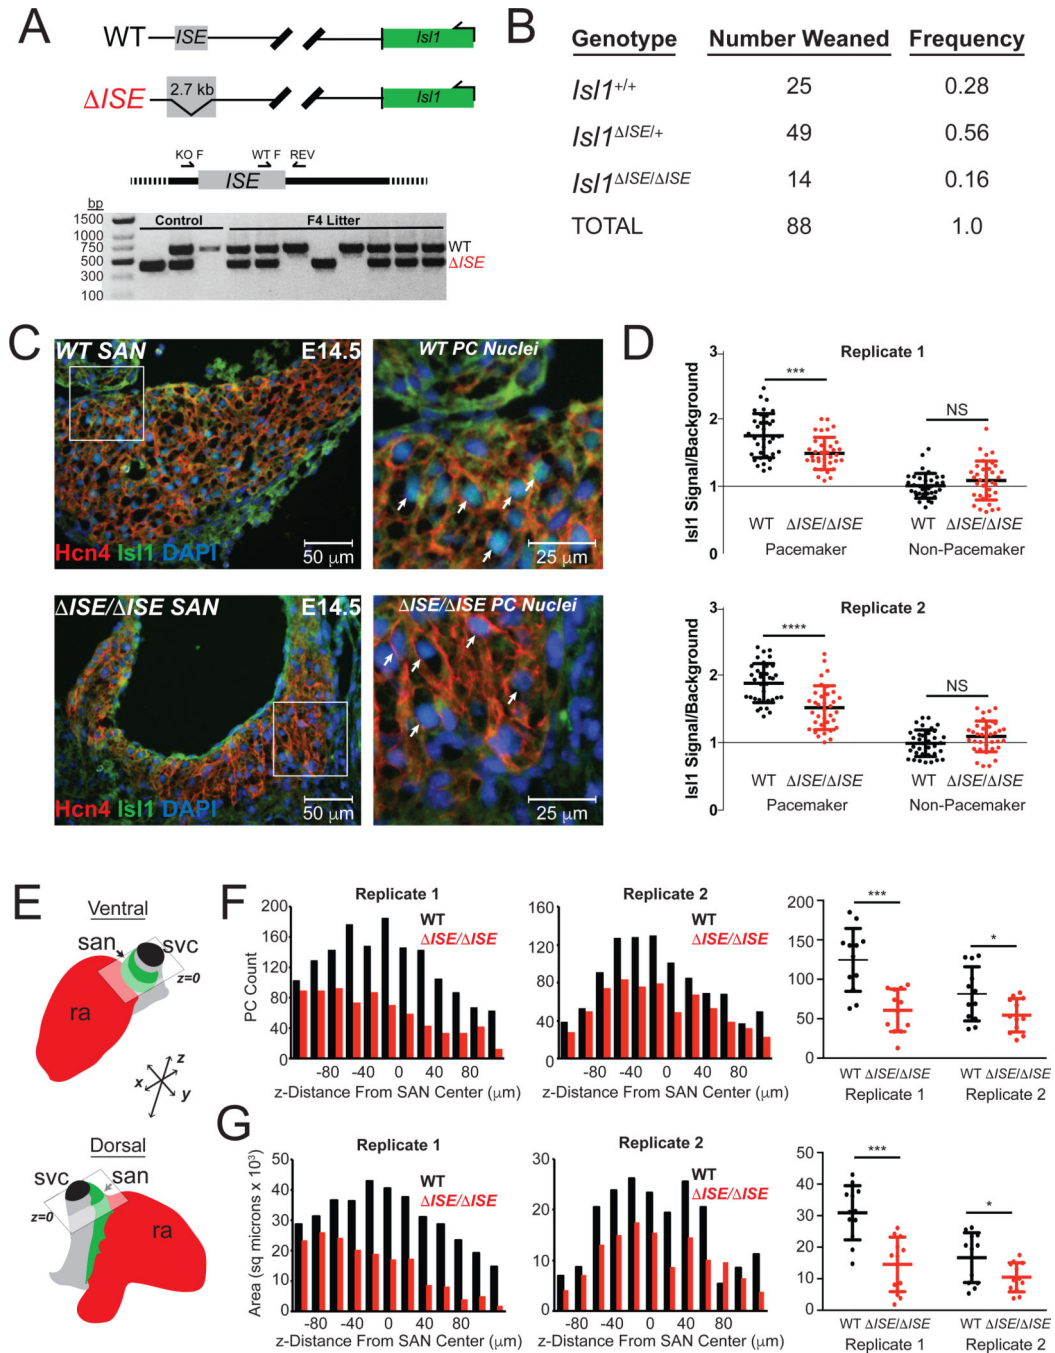 A
WT
ISE
Isl1
ΔISE
2.7 kb
Isl1
KO F
WT F
REV
ISE
bp
1500
1000
750
500
300
100
Control
F4 Litter
WT
ΔISE
B
Genotype Number Weaned Frequency
Isl1+/+ 25 0.28
Isl1ΔISE/+ 49 0.56
Isl1ΔISE/ΔISE 14 0.16
TOTAL 88 1.0
C
WT SAN
E14.5
Hcn4 Isl1 DAPI
50 μm
WT PC Nuclei
25 μm
ΔISE/ΔISE SAN
E14.5
Hcn4 Isl1 DAPI
50 μm
ΔISE/ΔISE PC Nuclei
25 μm
D
Replicate 1
Isl1 Signal/Background
3
2
1
0
***
NS
WT ΔISE/ΔISE WT ΔISE/ΔISE
Pacemaker Non-Pacemaker
Replicate 2
Isl1 Signal/Background
3
2
1
0
****
NS
WT ΔISE/ΔISE WT ΔISE/ΔISE
Pacemaker Non-Pacemaker
E
Ventral
san
svc
z=0
ra
z
x
y
Dorsal
svc
san
z=0
ra
F
Replicate 1
WT
ΔISE/ΔISE
PC Count
200
160
120
80
40
0
-80 -40 0 40 80
z-Distance From SAN Center (μm)
Replicate 2
WT
ΔISE/ΔISE
160
120
80
40
0
-80 -40 0 40 80
z-Distance From SAN Center (μm)
200
150
100
50
0
***
*
WT ΔISE/ΔISE WT ΔISE/ΔISE
Replicate 1 Replicate 2
G
Replicate 1
WT
ΔISE/ΔISE
Area (sq microns x 10³)
50
40
30
20
10
0
-80 -40 0 40 80
z-Distance From SAN Center (μm)
Replicate 2
WT
ΔISE/ΔISE
30
20
10
0
-80 -40 0 40 80
z-Distance From SAN Center (μm)
50
40
30
20
10
0
***
*
WT ΔISE/ΔISE WT ΔISE/ΔISE
Replicate 1 Replicate 2